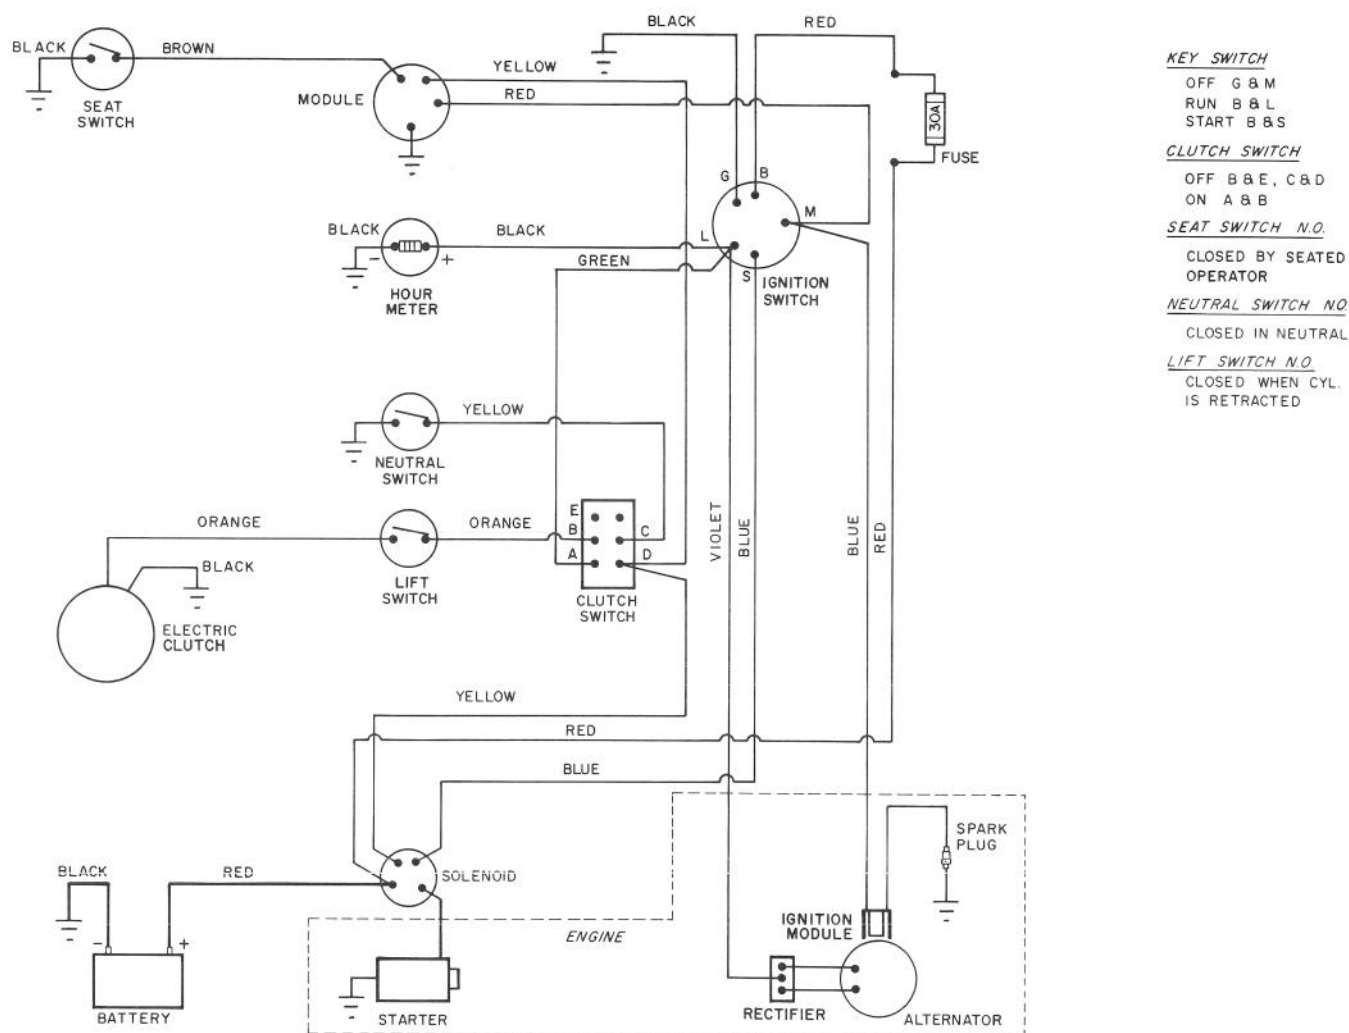 BLACK
BROWN
SEAT
SWITCH
MODULE
YELLOW
RED
BLACK
RED
30A
FUSE
G
B
M
L
S
IGNITION
SWITCH
BLACK
BLACK
- +
HOUR
METER
GREEN
YELLOW
NEUTRAL
SWITCH
ORANGE
ORANGE
LIFT
SWITCH
BLACK
ELECTRIC
CLUTCH
E
B
A
C
D
CLUTCH
SWITCH
VIOLET
BLUE
BLUE
RED
YELLOW
RED
BLUE
SOLENOID
BLACK
RED
- +
BATTERY
STARTER
ENGINE
SPARK
PLUG
IGNITION
MODULE
RECTIFIER
ALTERNATOR
KEY SWITCH
OFF G & M
RUN B & L
START B & S
CLUTCH SWITCH
OFF B & E, C & D
ON A & B
SEAT SWITCH N.O.
CLOSED BY SEATED
OPERATOR
NEUTRAL SWITCH N.O.
CLOSED IN NEUTRAL
LIFT SWITCH N.O.
CLOSED WHEN CYL.
IS RETRACTED